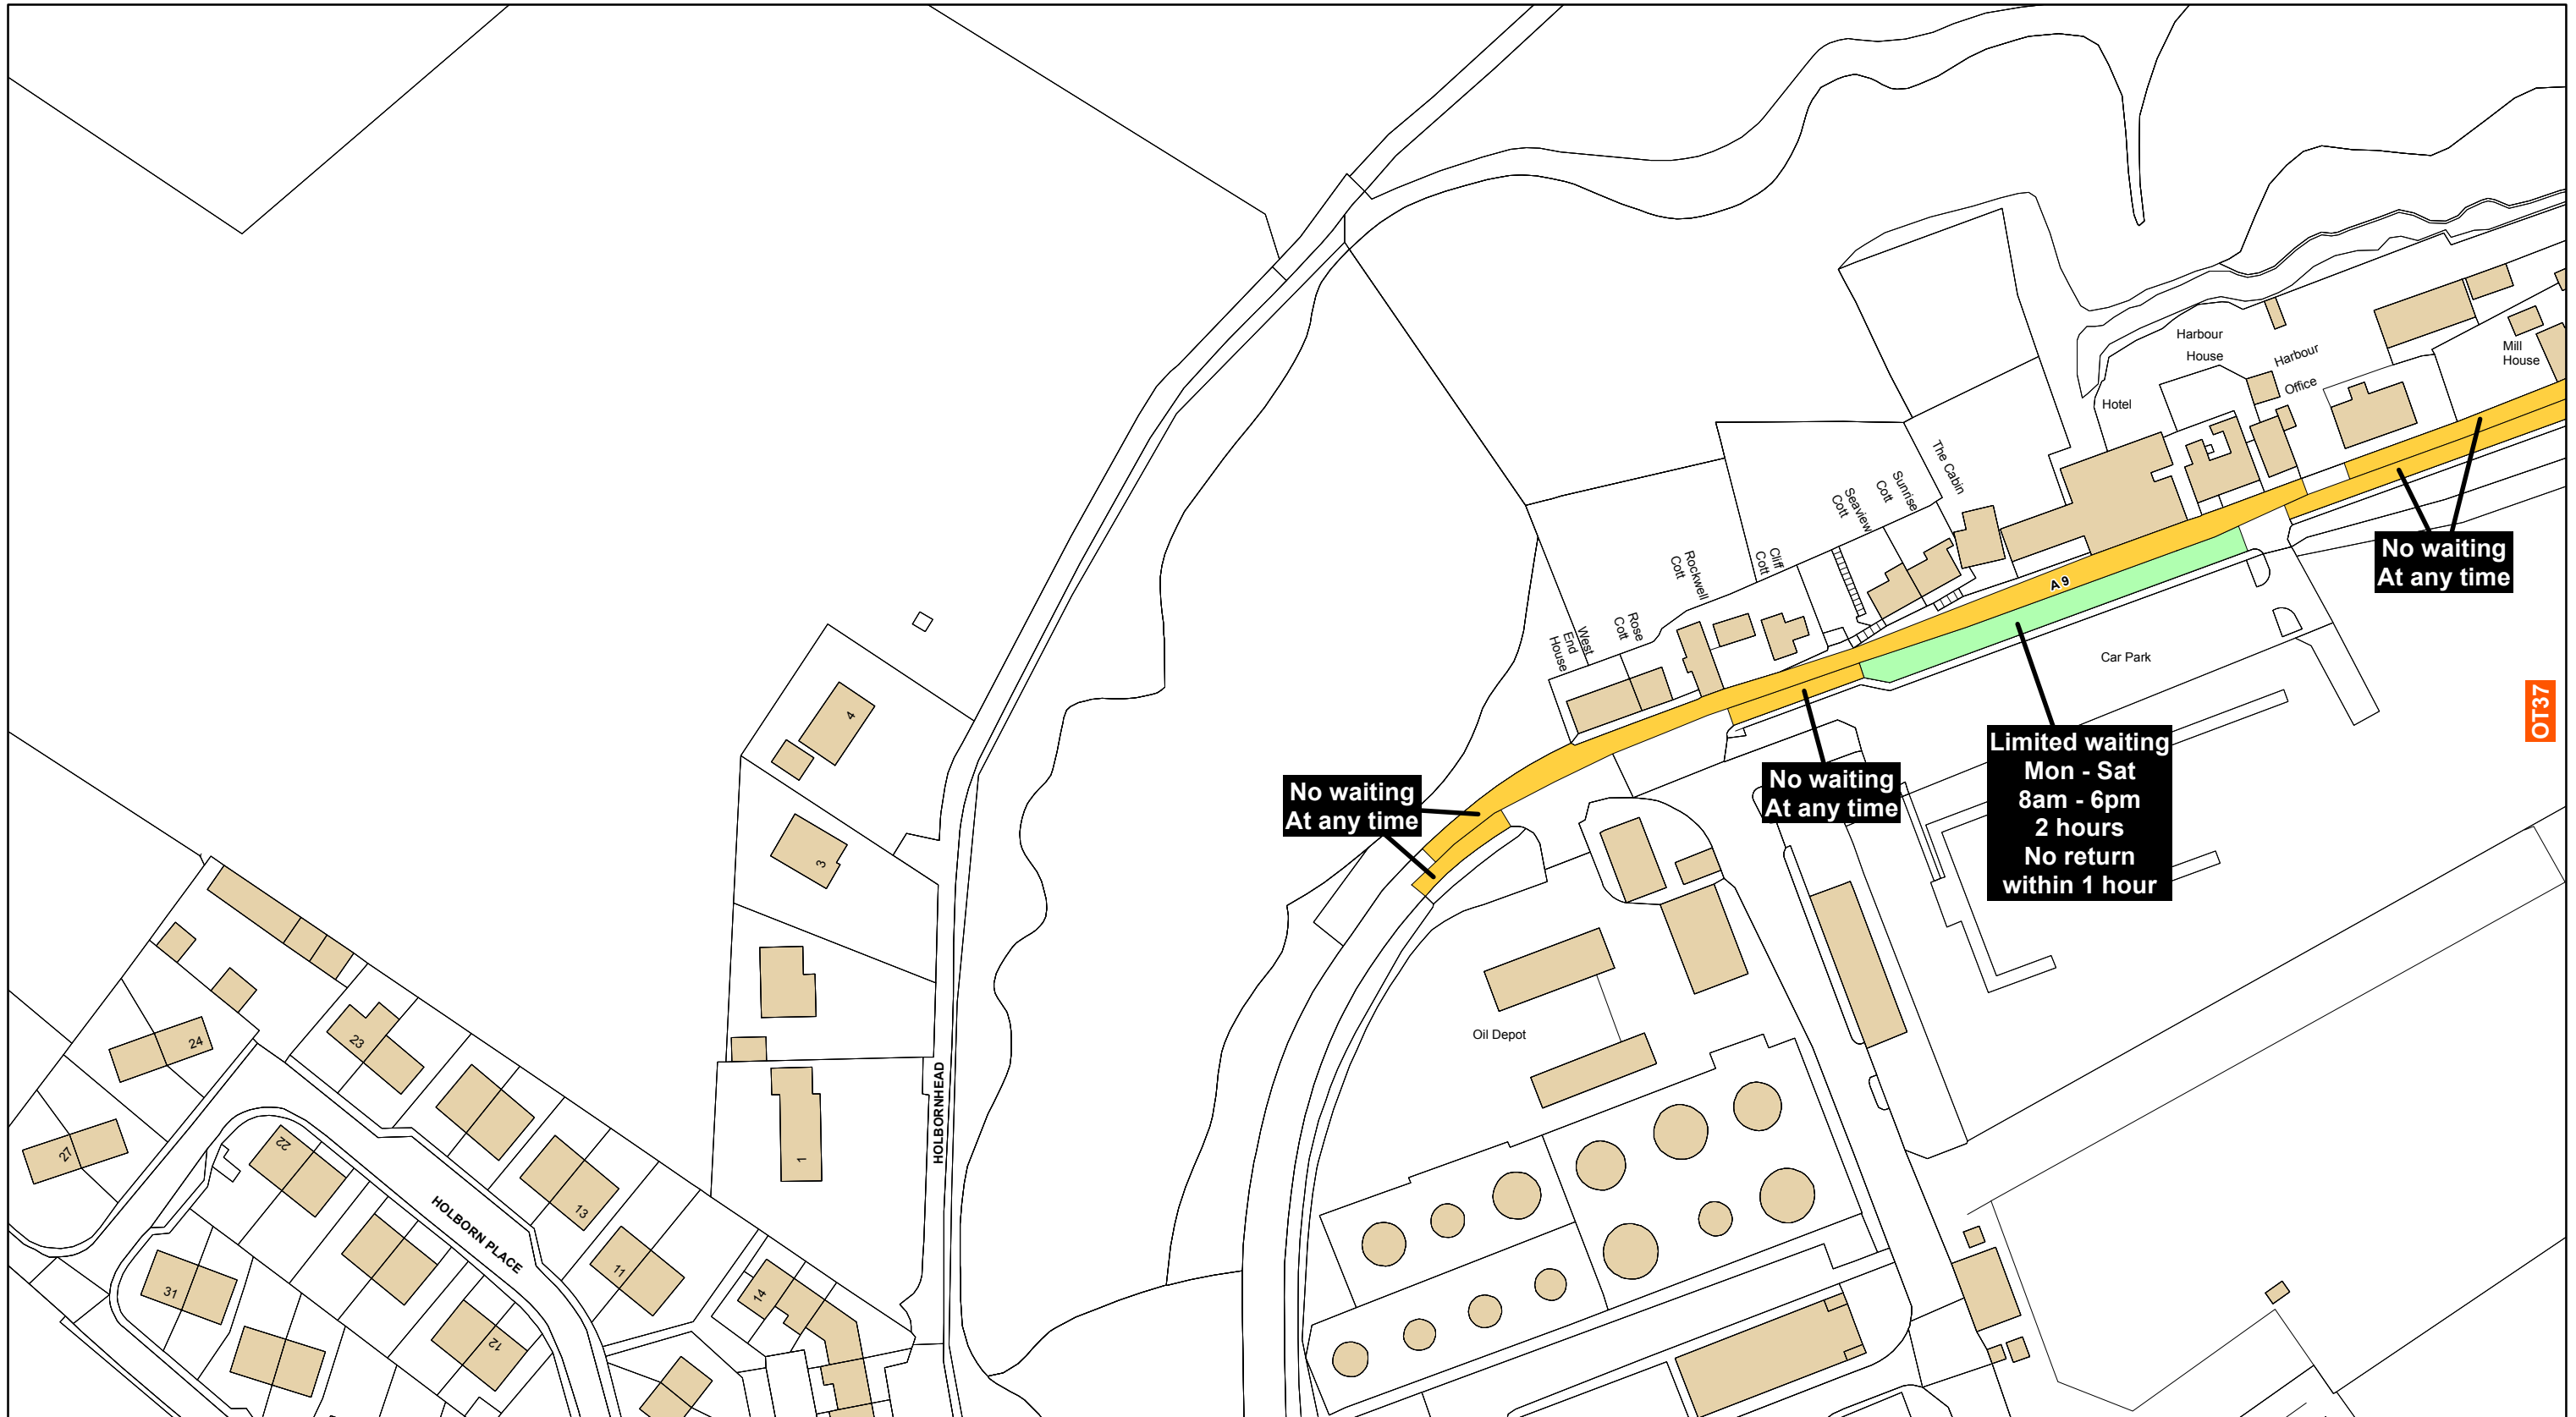 Harbour
House
Harbour
Office
Mill
House
Hotel
The Cabin
Sunrise
Cott
Seaview
Cott
Cliff
Cott
Rockwell
Cott
Rose
Cott
West
End
House
A 9
No waiting
At any time
Car Park
OT37
Limited waiting
Mon - Sat
8am - 6pm
2 hours
No return
within 1 hour
No waiting
At any time
No waiting
At any time
4
3
1
HOLBORNHEAD
Oil Depot
24
23
27
22
13
HOLBORN PLACE
11
14
31
12